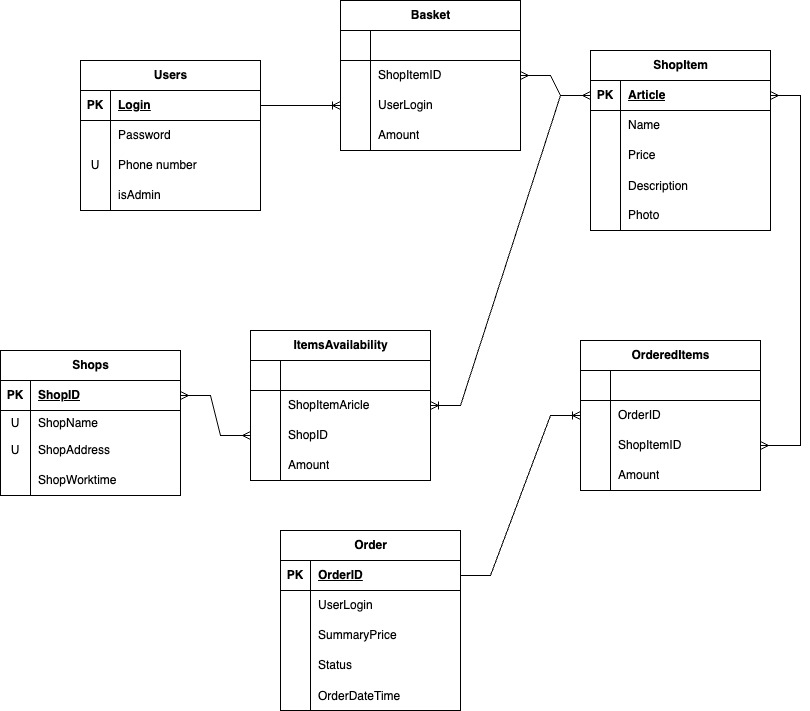 Basket
ShopItemID
UserLogin
Amount
Users
PK Login
Password
U Phone number
isAdmin
ShopItem
PK Article
Name
Price
Description
Photo
ItemsAvailability
ShopItemAricle
ShopID
Amount
Shops
PK ShopID
U ShopName
U ShopAddress
ShopWorktime
OrderedItems
OrderID
ShopItemID
Amount
Order
PK OrderID
UserLogin
SummaryPrice
Status
OrderDateTime